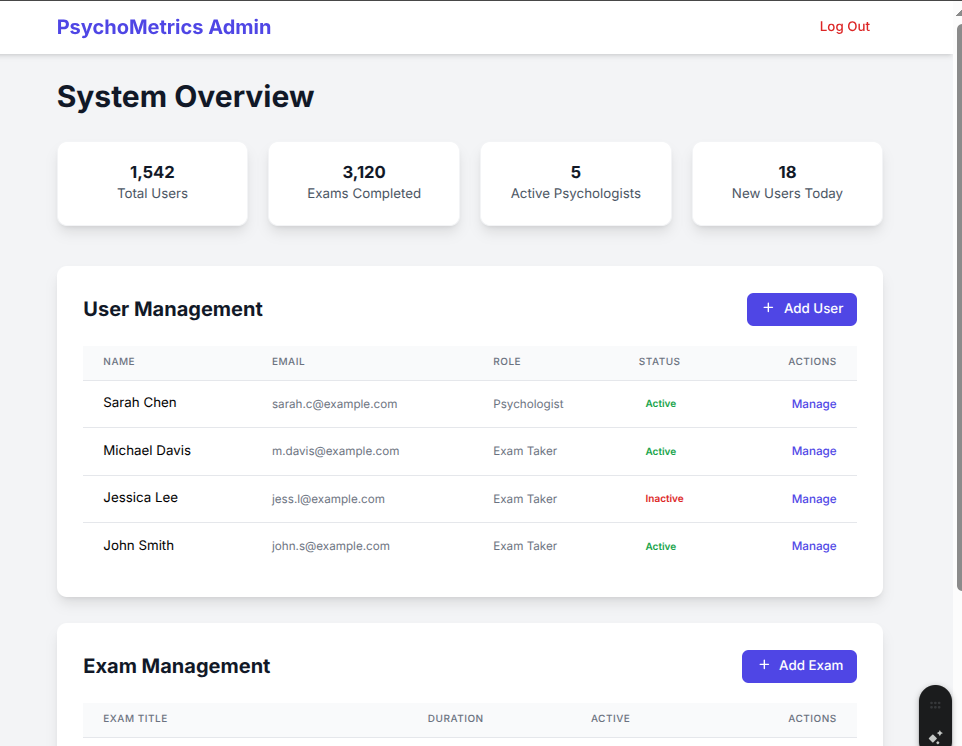 PsychoMetrics Admin
Log Out
System Overview
1,542
Total Users
3,120
Exams Completed
5
Active Psychologists
18
New Users Today
User Management
+ Add User
NAME EMAIL ROLE STATUS ACTIONS
Sarah Chen sarah.c@example.com Psychologist Active Manage
Michael Davis m.davis@example.com Exam Taker Active Manage
Jessica Lee jess.l@example.com Exam Taker Inactive Manage
John Smith john.s@example.com Exam Taker Active Manage
Exam Management
+ Add Exam
EXAM TITLE DURATION ACTIVE ACTIONS